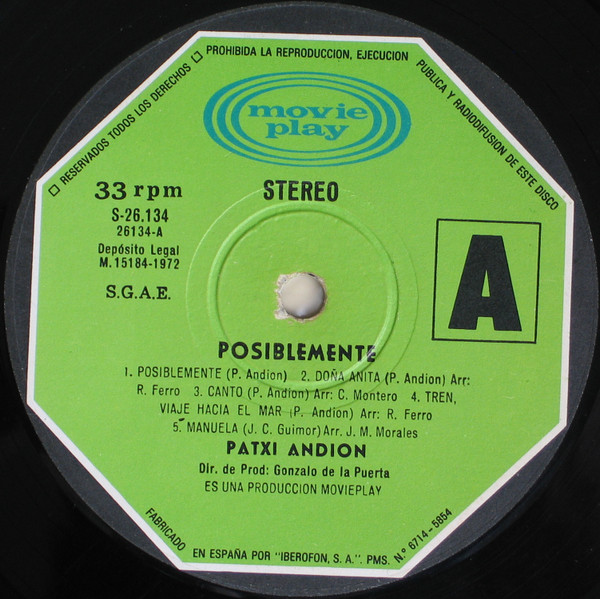 □ RESERVADOS TODOS LOS DERECHOS □ PROHIBIDA LA REPRODUCCION, EJECUCION PUBLICA Y RADIODIFUSION DE ESTE DISCO
movie
play
33 rpm
STEREO
S-26.134
26134-A
Depósito Legal
M. 15184-1972
S.G.A.E.
A
POSIBLEMENTE
1. POSIBLEMENTE (P. Andion) 2. DOÑA ANITA (P. Andion) Arr:
R. Ferro 3. CANTO (P. Andion) Arr: C. Montero 4. TREN,
VIAJE HACIA EL MAR (P. Andion) Arr: R. Ferro
5. MANUELA (J. C. Guimor) Arr. J. M. Morales
PATXI ANDION
Dir. de Prod: Gonzalo de la Puerta
ES UNA PRODUCCION MOVIEPLAY
FABRICADO EN ESPAÑA POR "IBEROFON, S. A.". PMS. N.º 6714-5854